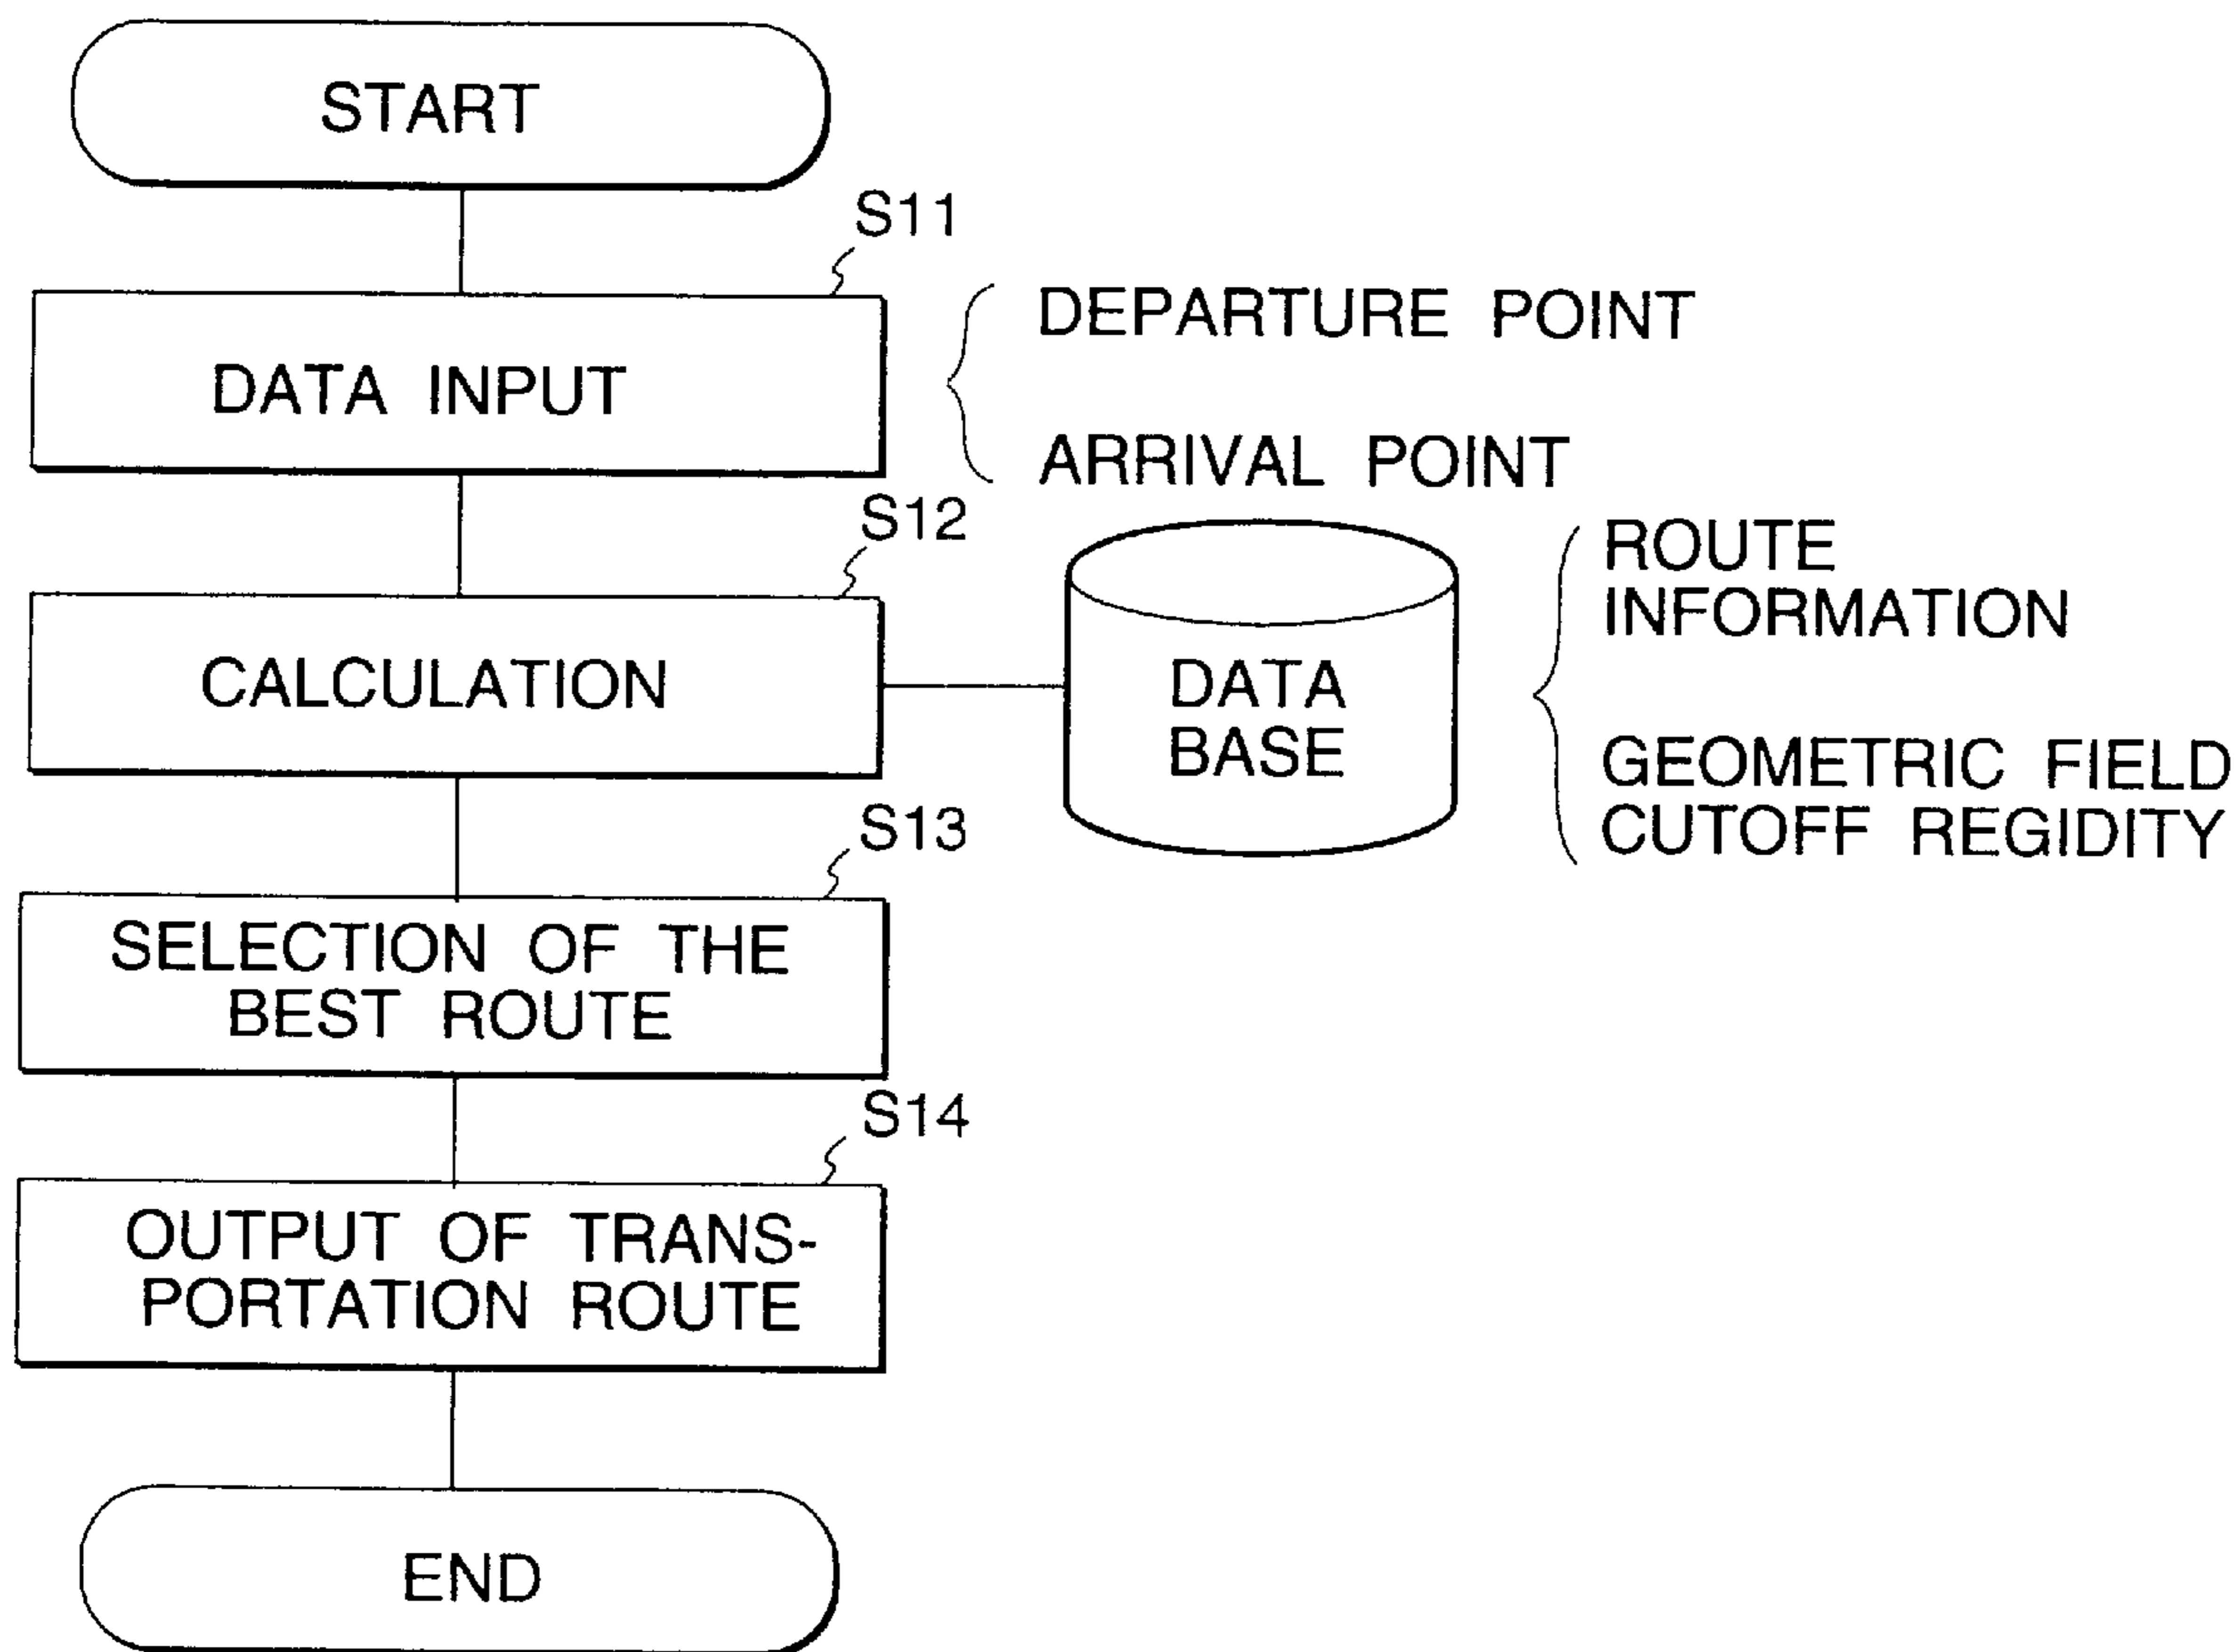 START
S11
DATA INPUT
DEPARTURE POINT
ARRIVAL POINT
S12
CALCULATION
DATA
BASE
ROUTE
INFORMATION
GEOMETRIC FIELD
CUTOFF REGIDITY
S13
SELECTION OF THE
BEST ROUTE
S14
OUTPUT OF TRANS-
PORTATION ROUTE
END